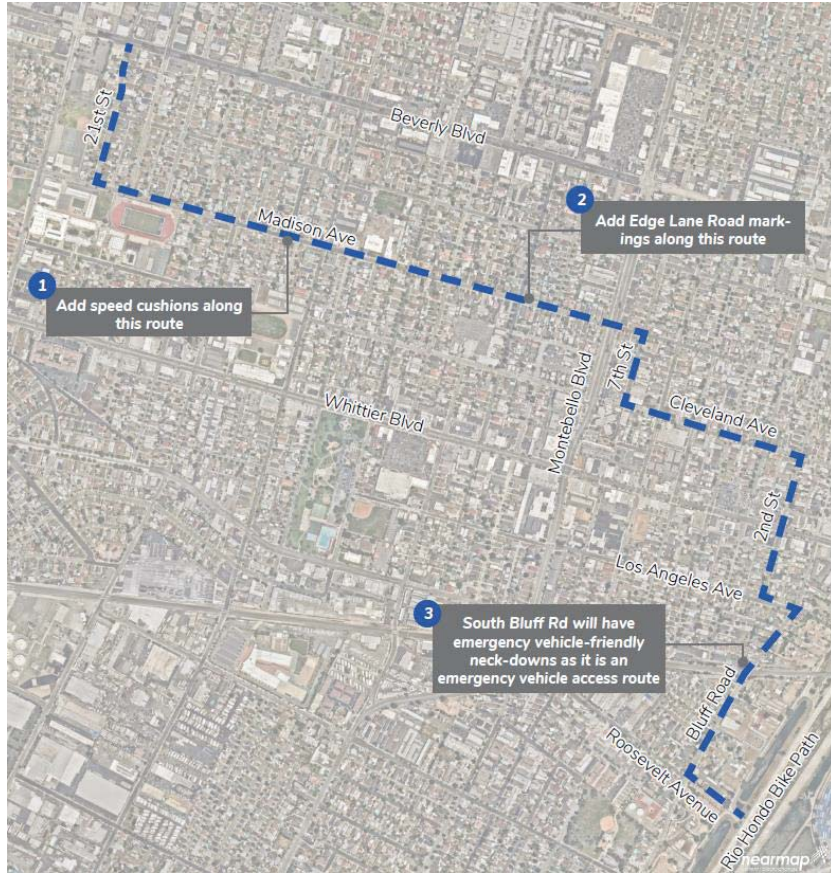 21st St
Beverly Blvd
Madison Ave
2
Add Edge Lane Road mark-
ings along this route
1
Add speed cushions along
this route
Whittier Blvd
Montebello Blvd
7th St
Cleveland Ave
2nd St
Los Angeles Ave
3
South Bluff Rd will have
emergency vehicle-friendly
neck-downs as it is an
emergency vehicle access route
Bluff Road
Roosevelt Avenue
Rio Hondo Bike Path
nearmap